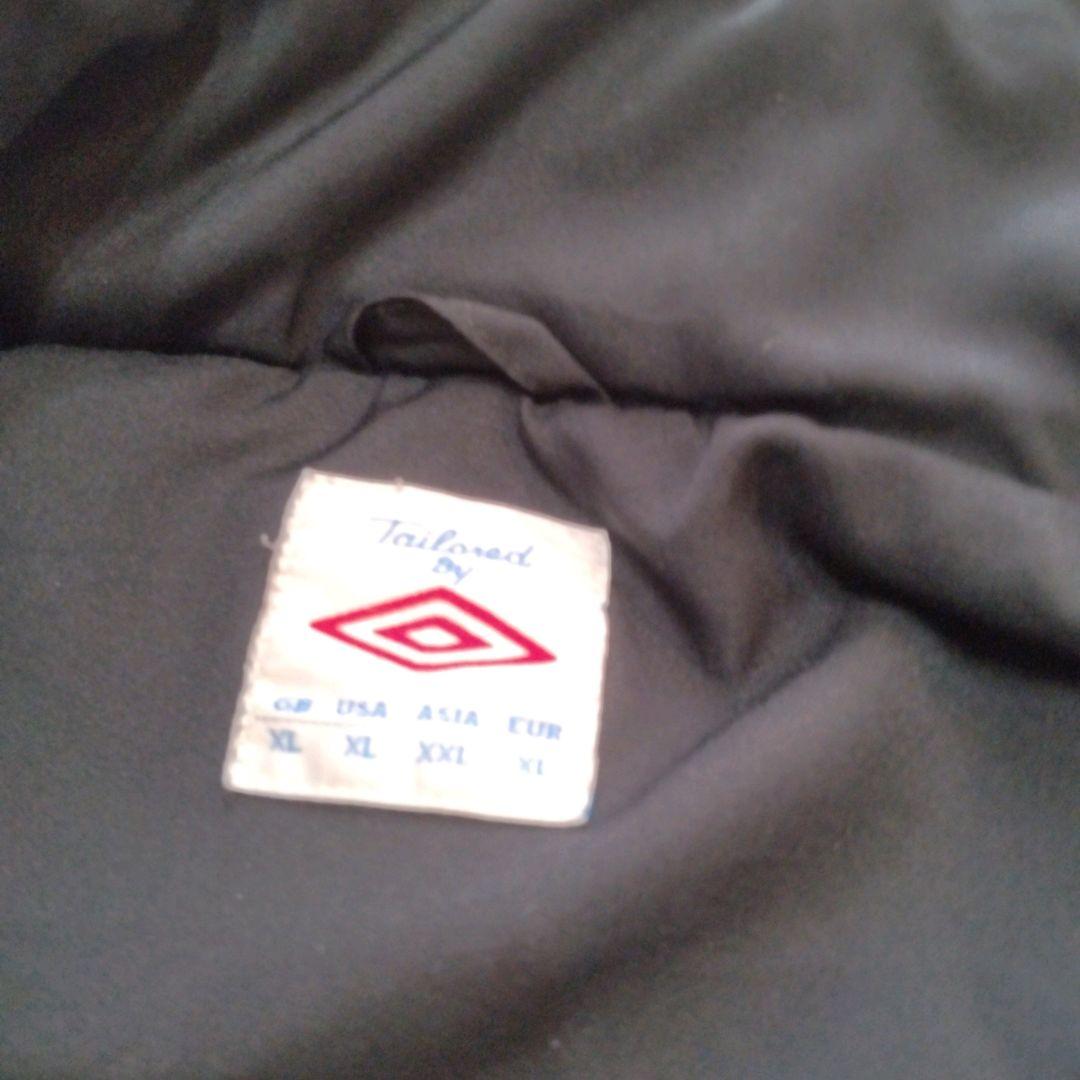 Tailored
By
GB USA ASIA EUR
XL XL XXL XL